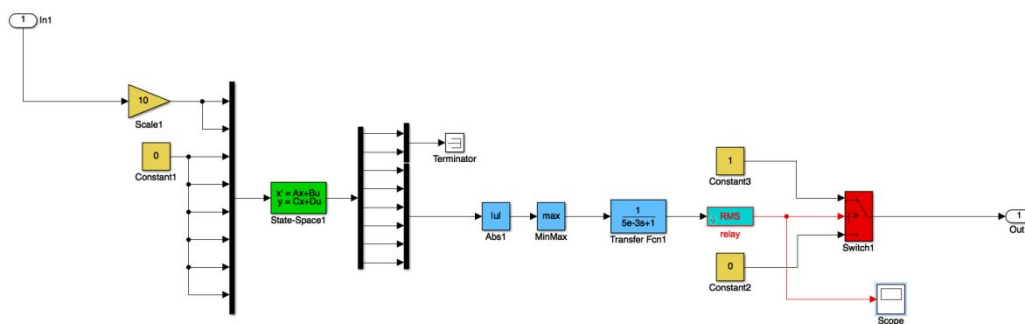 1
In1
10
Scale1
0
Constant1
x' = Ax+Bu
y = Cx+Du
State-Space1
Terminator
|u|
Abs1
max
MinMax
1
5e-3s+1
Transfer Fcn1
RMS
relay
1
Constant3
0
Constant2
>
Switch1
Scope
1
Out